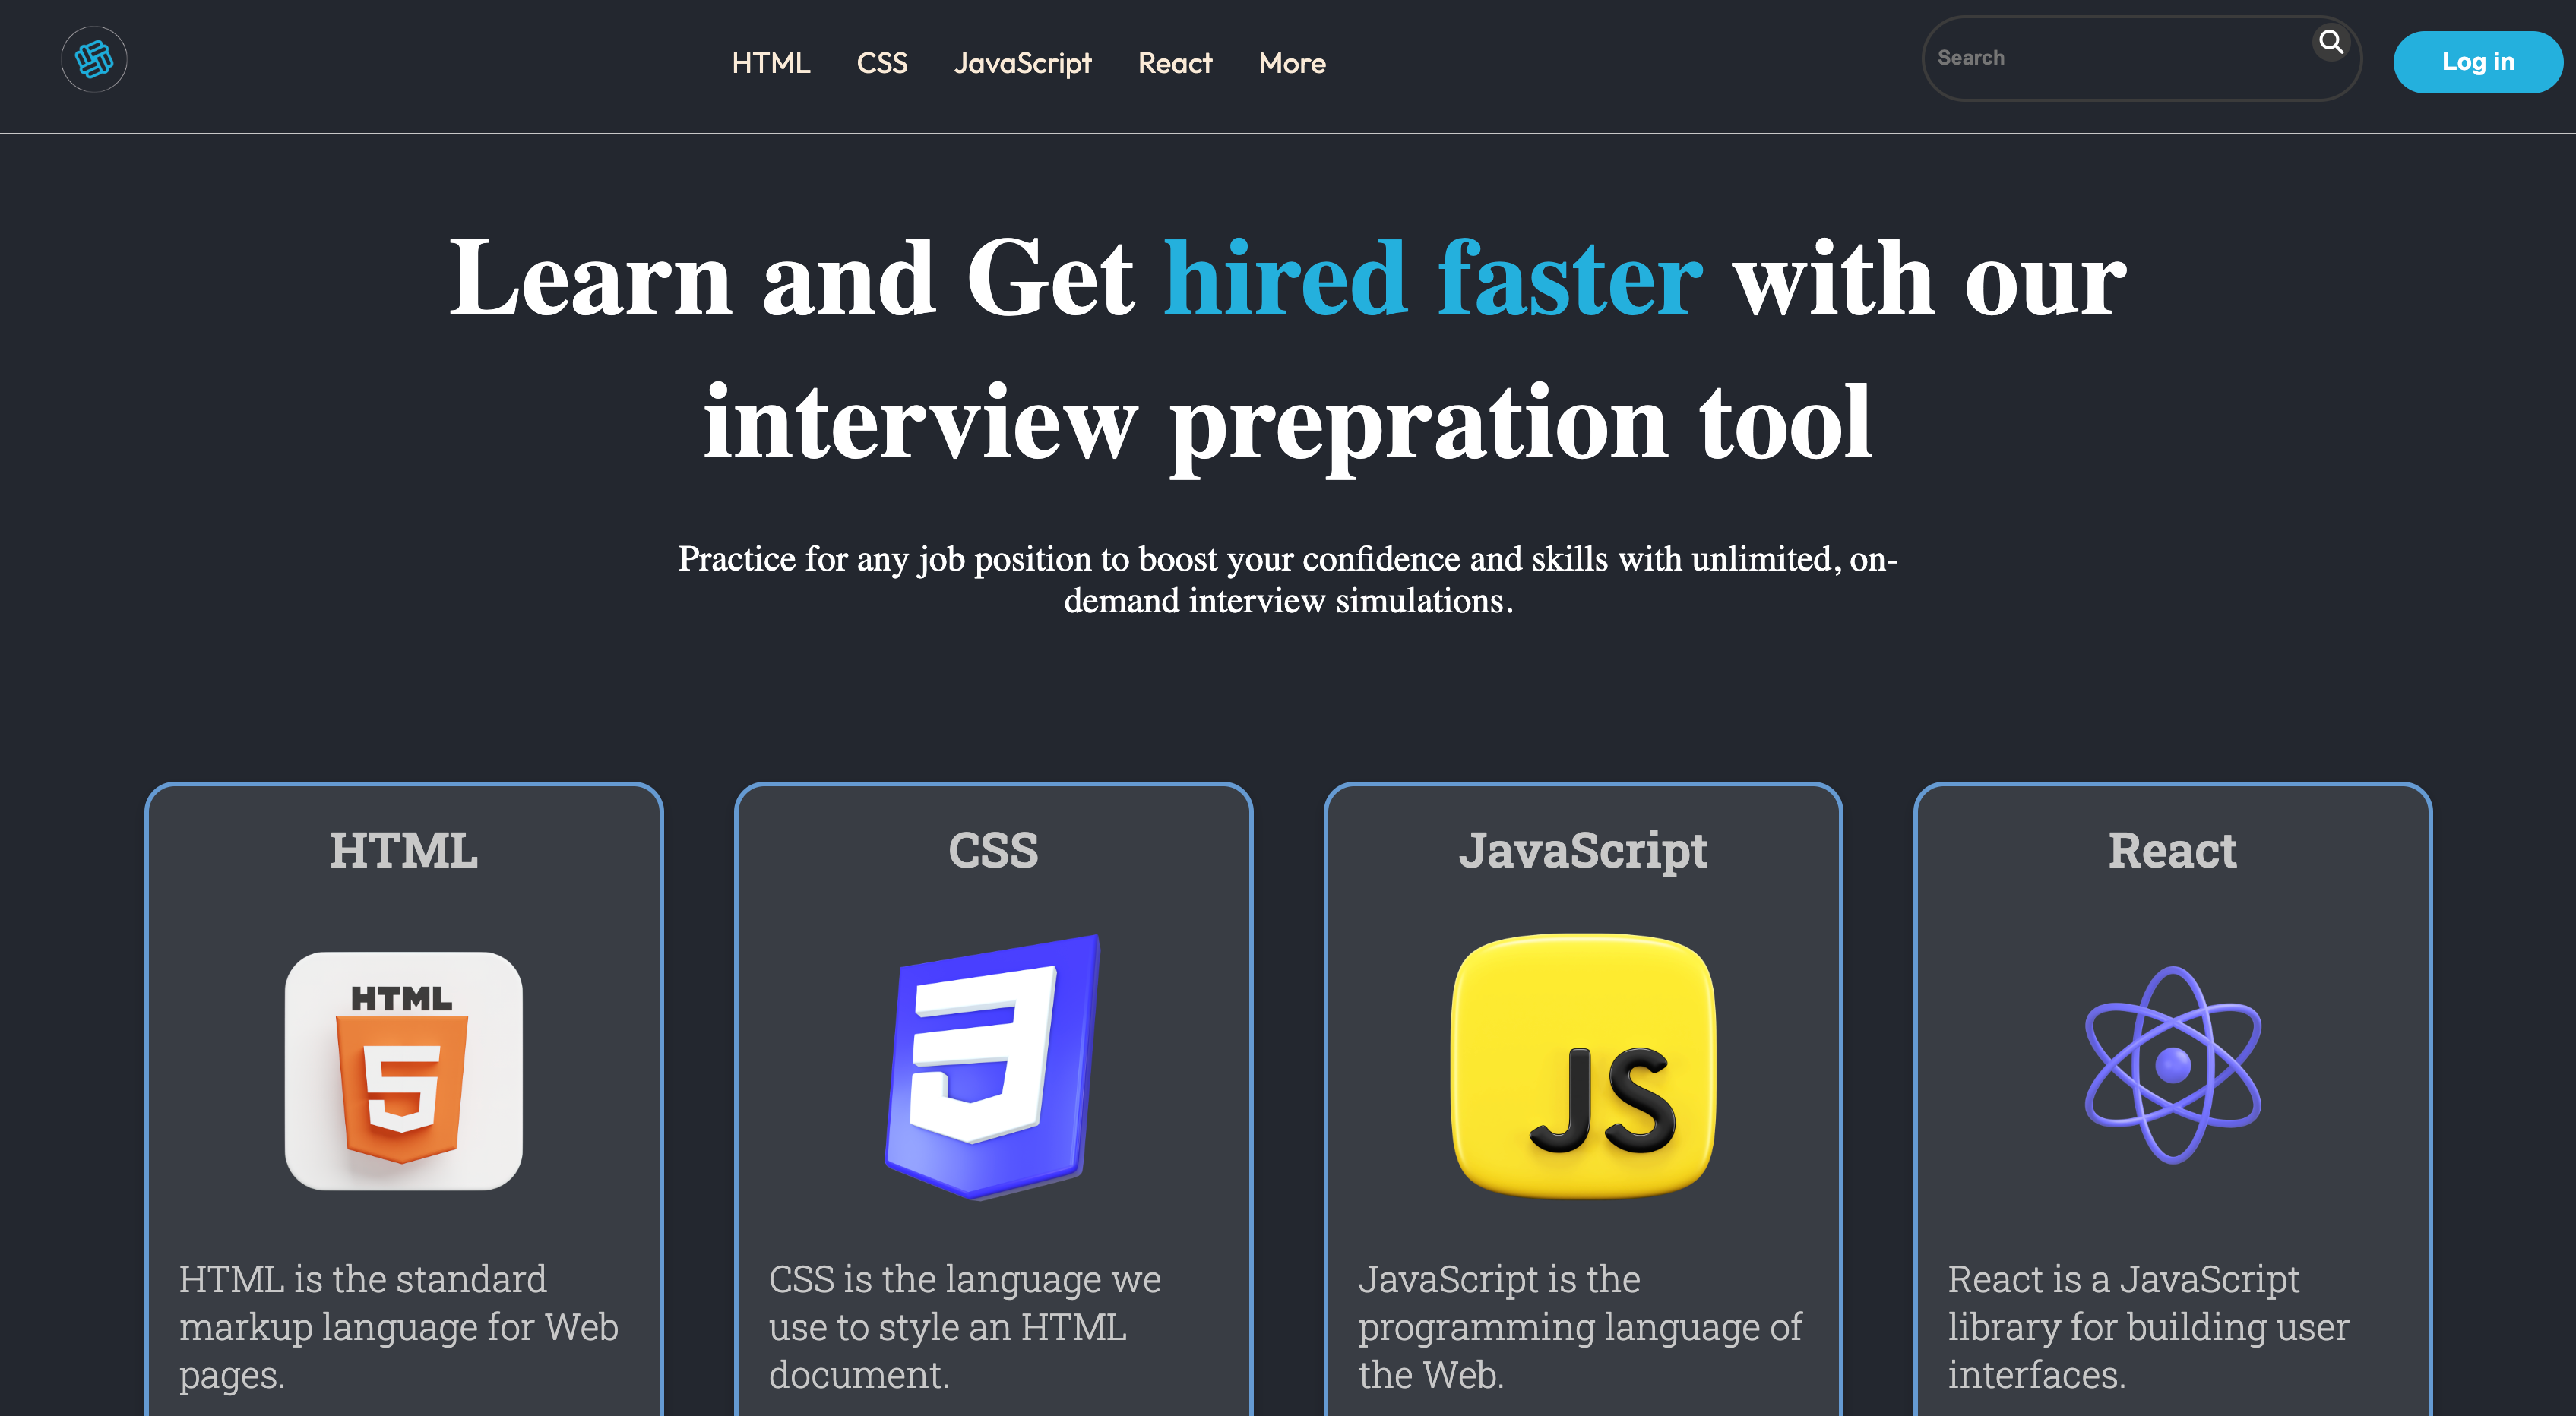 HTML CSS JavaScript React More Search Log in
Learn and Get hired faster with our
interview prepration tool
Practice for any job position to boost your confidence and skills with unlimited, on-
demand interview simulations.
HTML
HTML
5
HTML is the standard
markup language for Web
pages.
CSS
3
CSS is the language we
use to style an HTML
document.
JavaScript
JS
JavaScript is the
programming language of
the Web.
React
React is a JavaScript
library for building user
interfaces.